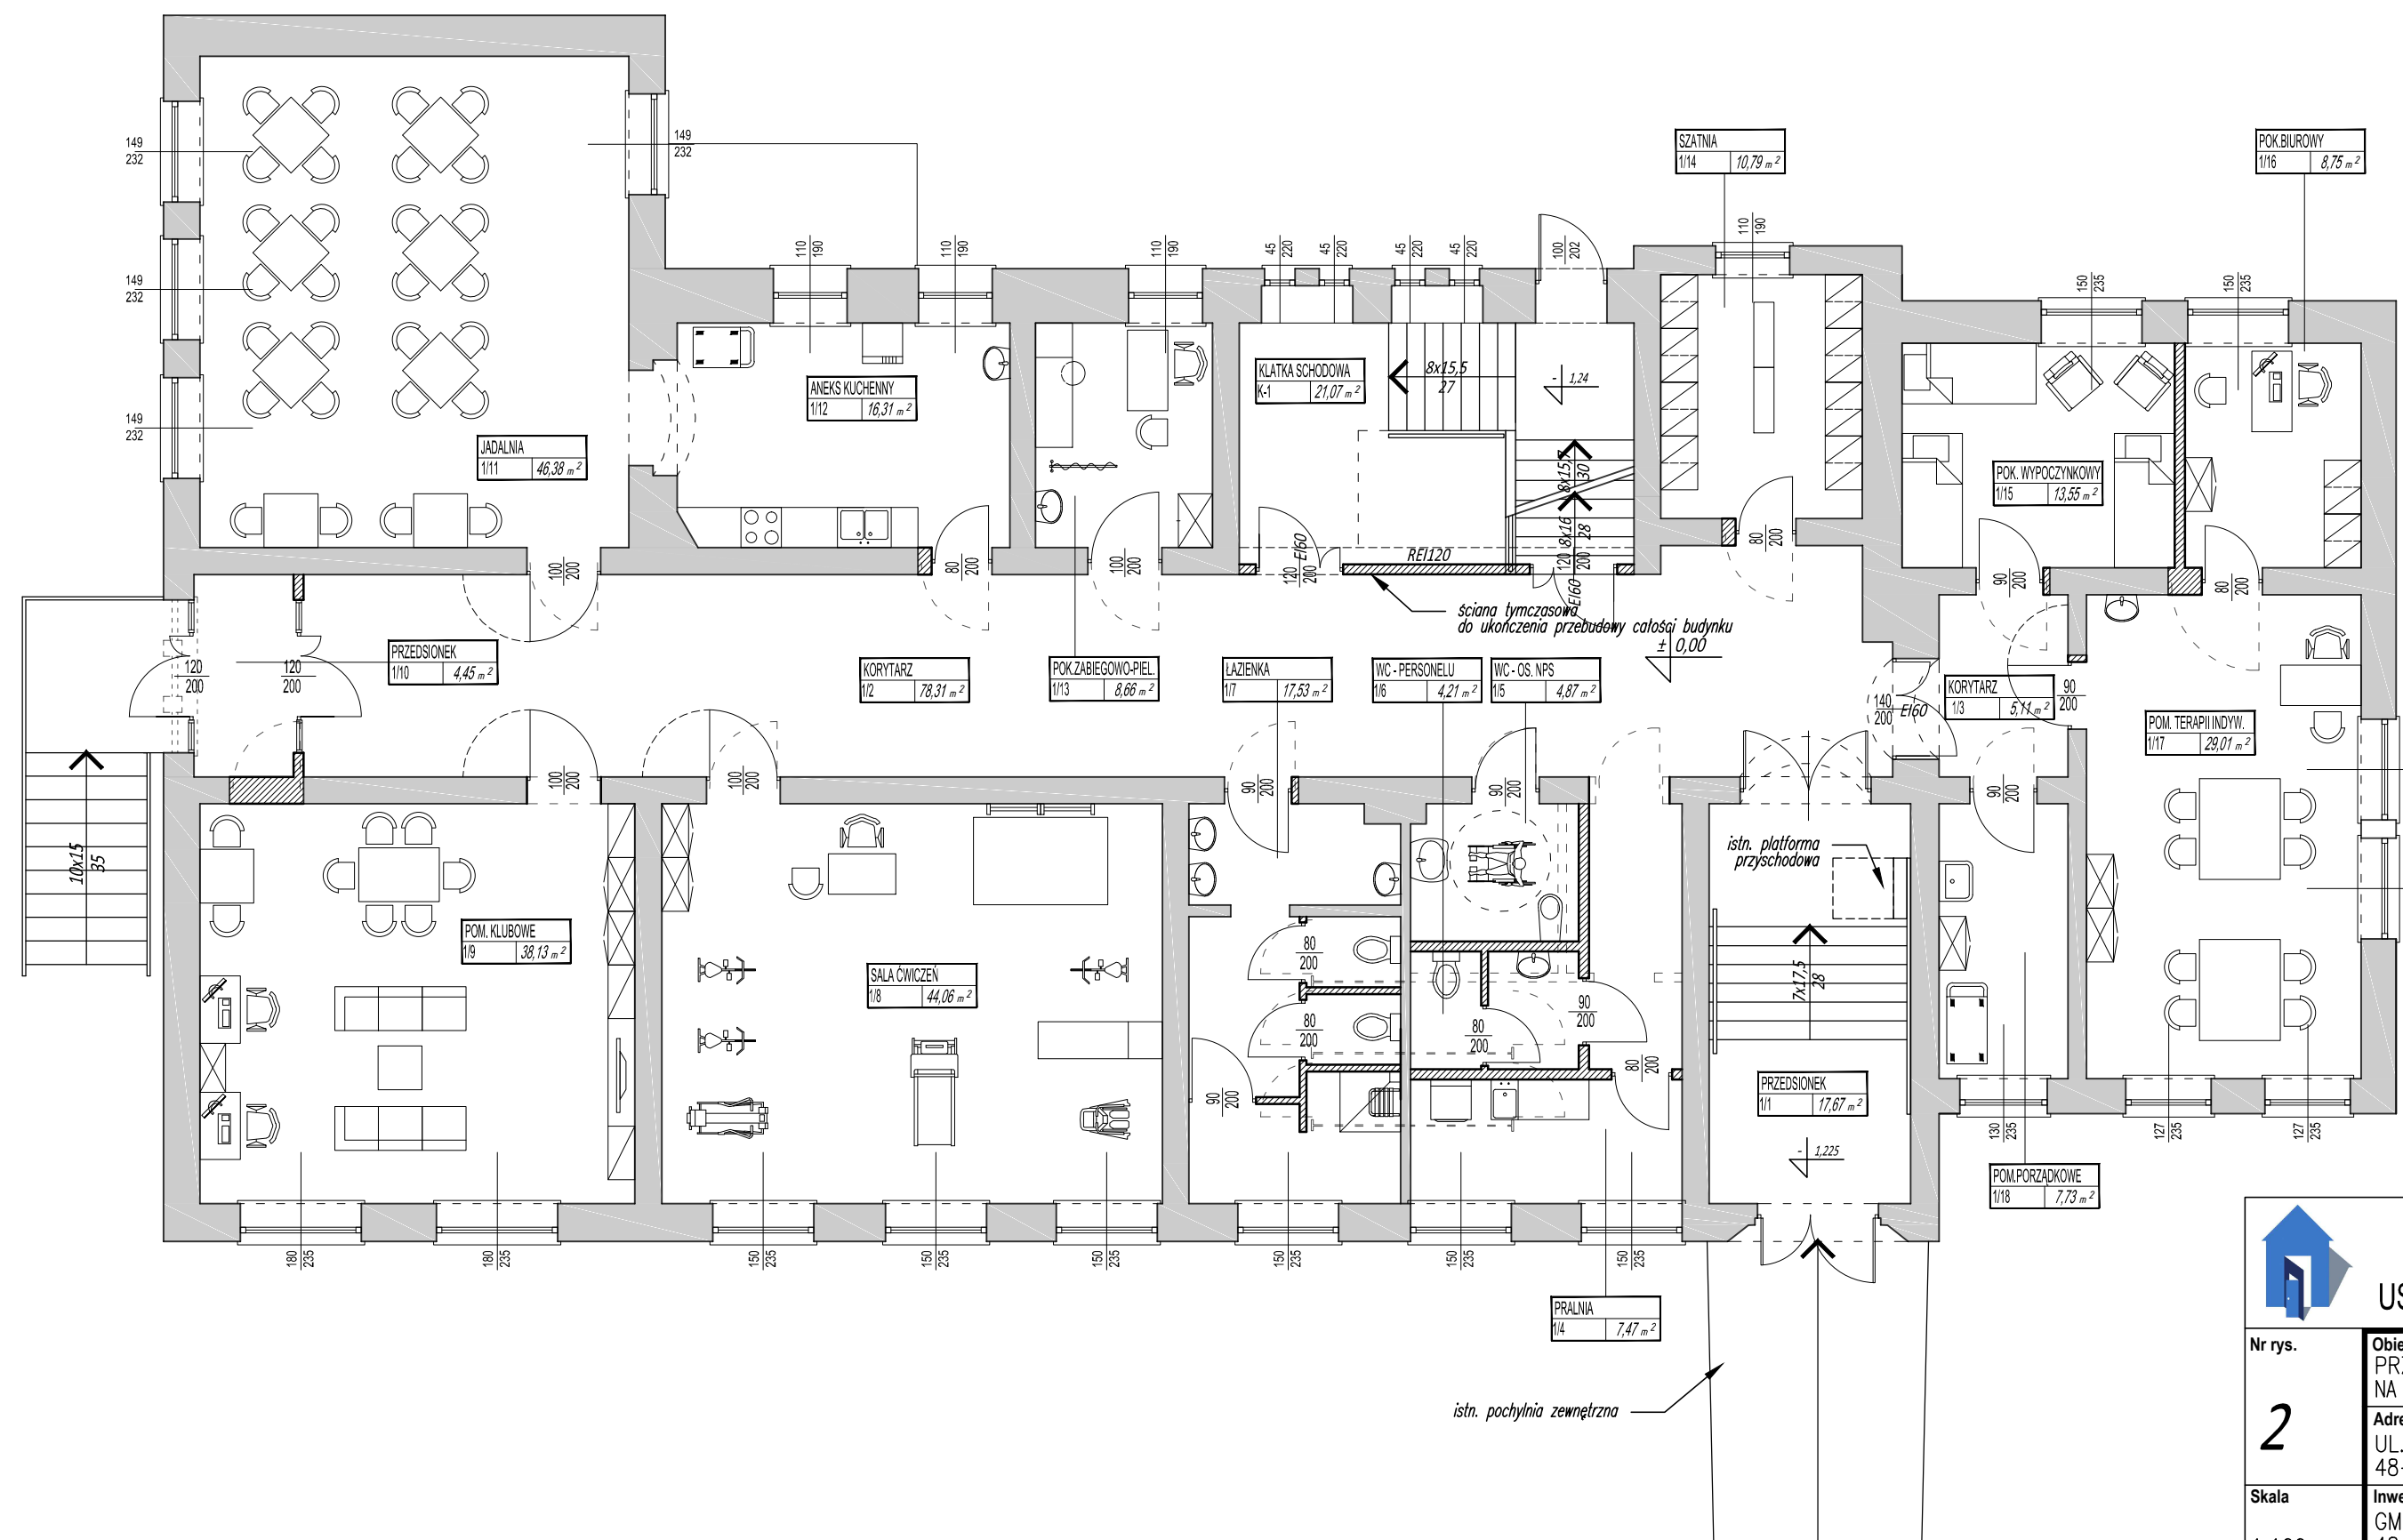 149
232
149
232
149
232
149
232
110
190
110
190
110
190
45
220
45
220
45
220
45
220
100
202
110
190
150
235
150
235
SZATNIA
1/14 10,79 m²
POK.BIUROWY
1/16 8,75 m²
ANEKS KUCHENNY
1/12 16,31 m²
KLATKA SCHODOWA
K-1 21,07 m²
8x15,5
27
- 1,24
JADALNIA
1/11 46,38 m²
POK. WYPOCZYNKOWY
1/15 13,55 m²
8x15,7
30
8x16
28
100
200
80
200
100
200
120
200
EI60
REI120
120
200
EI60
80
200
90
200
80
200
ściana tymczasowa
do ukończenia przebudowy całości budynku
± 0,00
PRZEDSIONEK
1/10 4,45 m²
120
200
120
200
KORYTARZ
1/2 78,31 m²
POK.ZABIEGOWO-PIEL.
1/13 8,66 m²
ŁAZIENKA
1/7 17,53 m²
WC - PERSONELU
1/6 4,21 m²
WC - OS. NPS
1/5 4,87 m²
140
200
EI60
KORYTARZ
1/3 5,11 m²
90
200
POM. TERAPII INDYW.
1/17 29,01 m²
100
200
100
200
90
200
90
200
90
200
10x15
35
istn. platforma
przyschodowa
POM. KLUBOWE
1/9 38,13 m²
SALA ĆWICZEŃ
1/8 44,06 m²
80
200
80
200
90
200
80
200
90
200
80
200
7x17,5
28
PRZEDSIONEK
1/1 17,67 m²
- 1,225
130
235
127
235
127
235
POM.PORZĄDKOWE
1/18 7,73 m²
180
235
180
235
150
235
150
235
150
235
150
235
150
235
150
235
PRALNIA
1/4 7,47 m²
istn. pochylnia zewnętrzna
Nr rys.
2
Skala